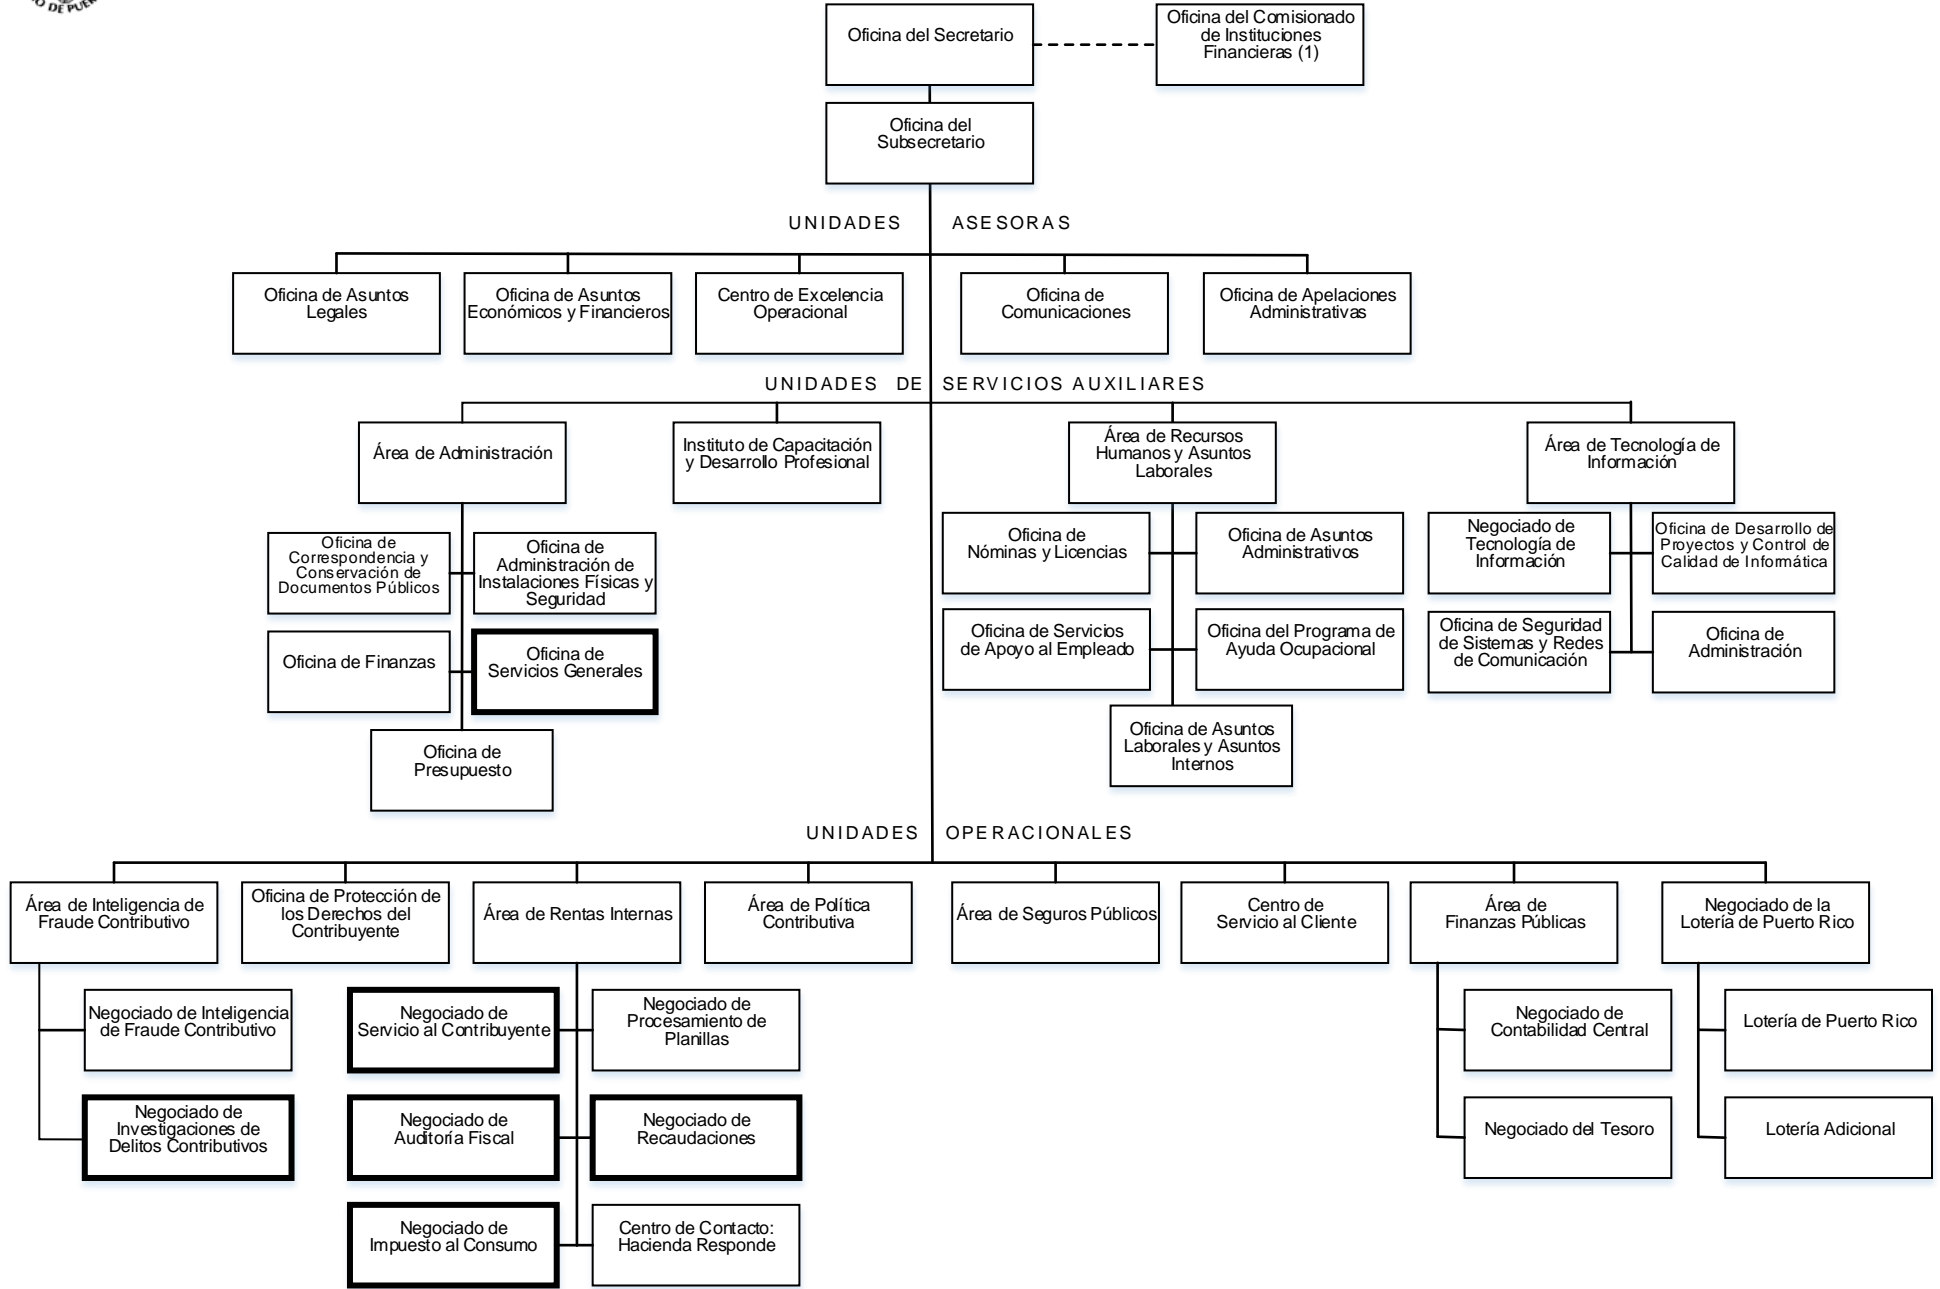 O DE PUER
Oficina del Secretario
Oficina del Comisionado
de Instituciones
Financieras (1)
Oficina del
Subsecretario
UNIDADES ASESORAS
Oficina de Asuntos
Legales
Oficina de Asuntos
Económicos y Financieros
Centro de Excelencia
Operacional
Oficina de
Comunicaciones
Oficina de Apelaciones
Administrativas
UNIDADES DE SERVICIOS AUXILIARES
Área de Administración
Instituto de Capacitación
y Desarrollo Profesional
Área de Recursos
Humanos y Asuntos
Laborales
Área de Tecnología de
Información
Oficina de
Correspondencia y
Conservación de
Documentos Públicos
Oficina de
Administración de
Instalaciones Físicas y
Seguridad
Oficina de
Nóminas y Licencias
Oficina de Asuntos
Administrativos
Negociado de
Tecnología de
Información
Oficina de Desarrollo de
Proyectos y Control de
Calidad de Informática
Oficina de Finanzas
Oficina de
Servicios Generales
Oficina de Servicios
de Apoyo al Empleado
Oficina del Programa de
Ayuda Ocupacional
Oficina de Seguridad
de Sistemas y Redes
de Comunicación
Oficina de
Administración
Oficina de
Presupuesto
Oficina de Asuntos
Laborales y Asuntos
Internos
UNIDADES OPERACIONALES
Área de Inteligencia de
Fraude Contributivo
Oficina de Protección de
los Derechos del
Contribuyente
Área de Rentas Internas
Área de Política
Contributiva
Área de Seguros Públicos
Centro de
Servicio al Cliente
Área de
Finanzas Públicas
Negociado de la
Lotería de Puerto Rico
Negociado de Inteligencia
de Fraude Contributivo
Negociado de
Servicio al Contribuyente
Negociado de
Procesamiento de
Planillas
Negociado de
Contabilidad Central
Lotería de Puerto Rico
Negociado de
Investigaciones de
Delitos Contributivos
Negociado de
Auditoría Fiscal
Negociado de
Recaudaciones
Negociado del Tesoro
Lotería Adicional
Negociado de
Impuesto al Consumo
Centro de Contacto:
Hacienda Responde